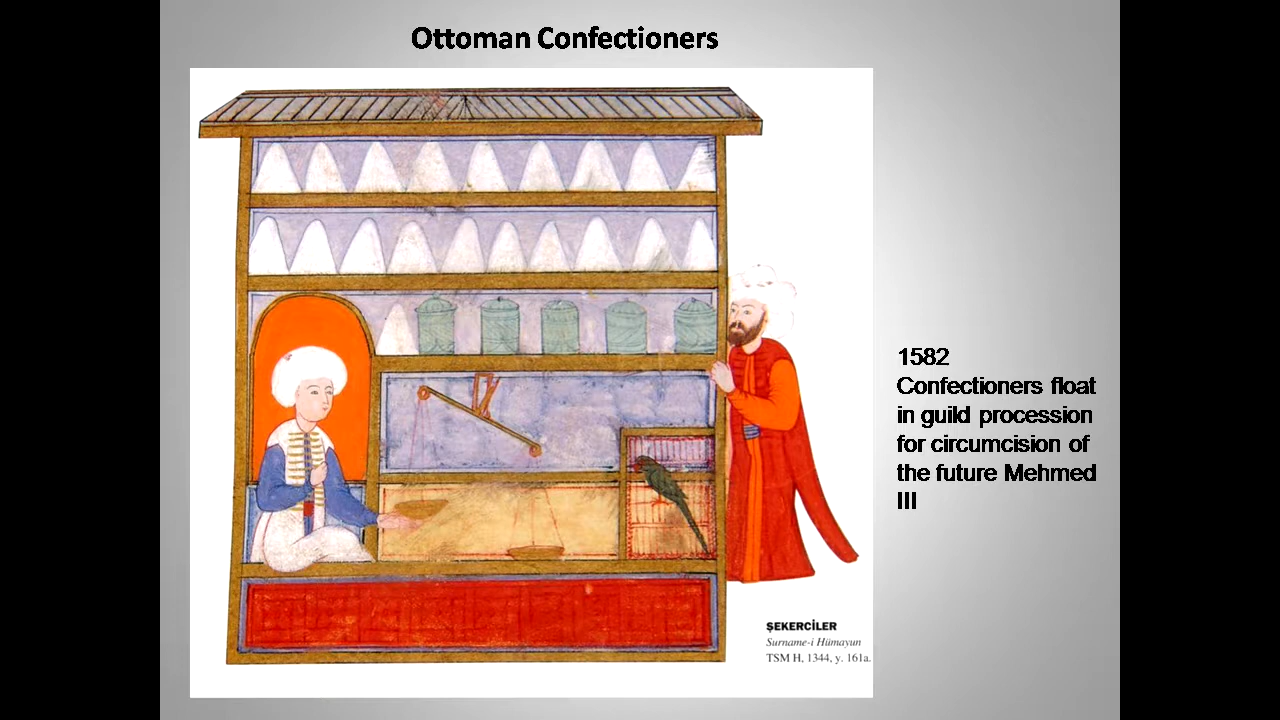 Ottoman Confectioners
1582
Confectioners float
in guild procession
for circumcision of
the future Mehmed
III
ŞEKERCİLER
Surname-i Hümayun
TSM H, 1344, y. 161a.